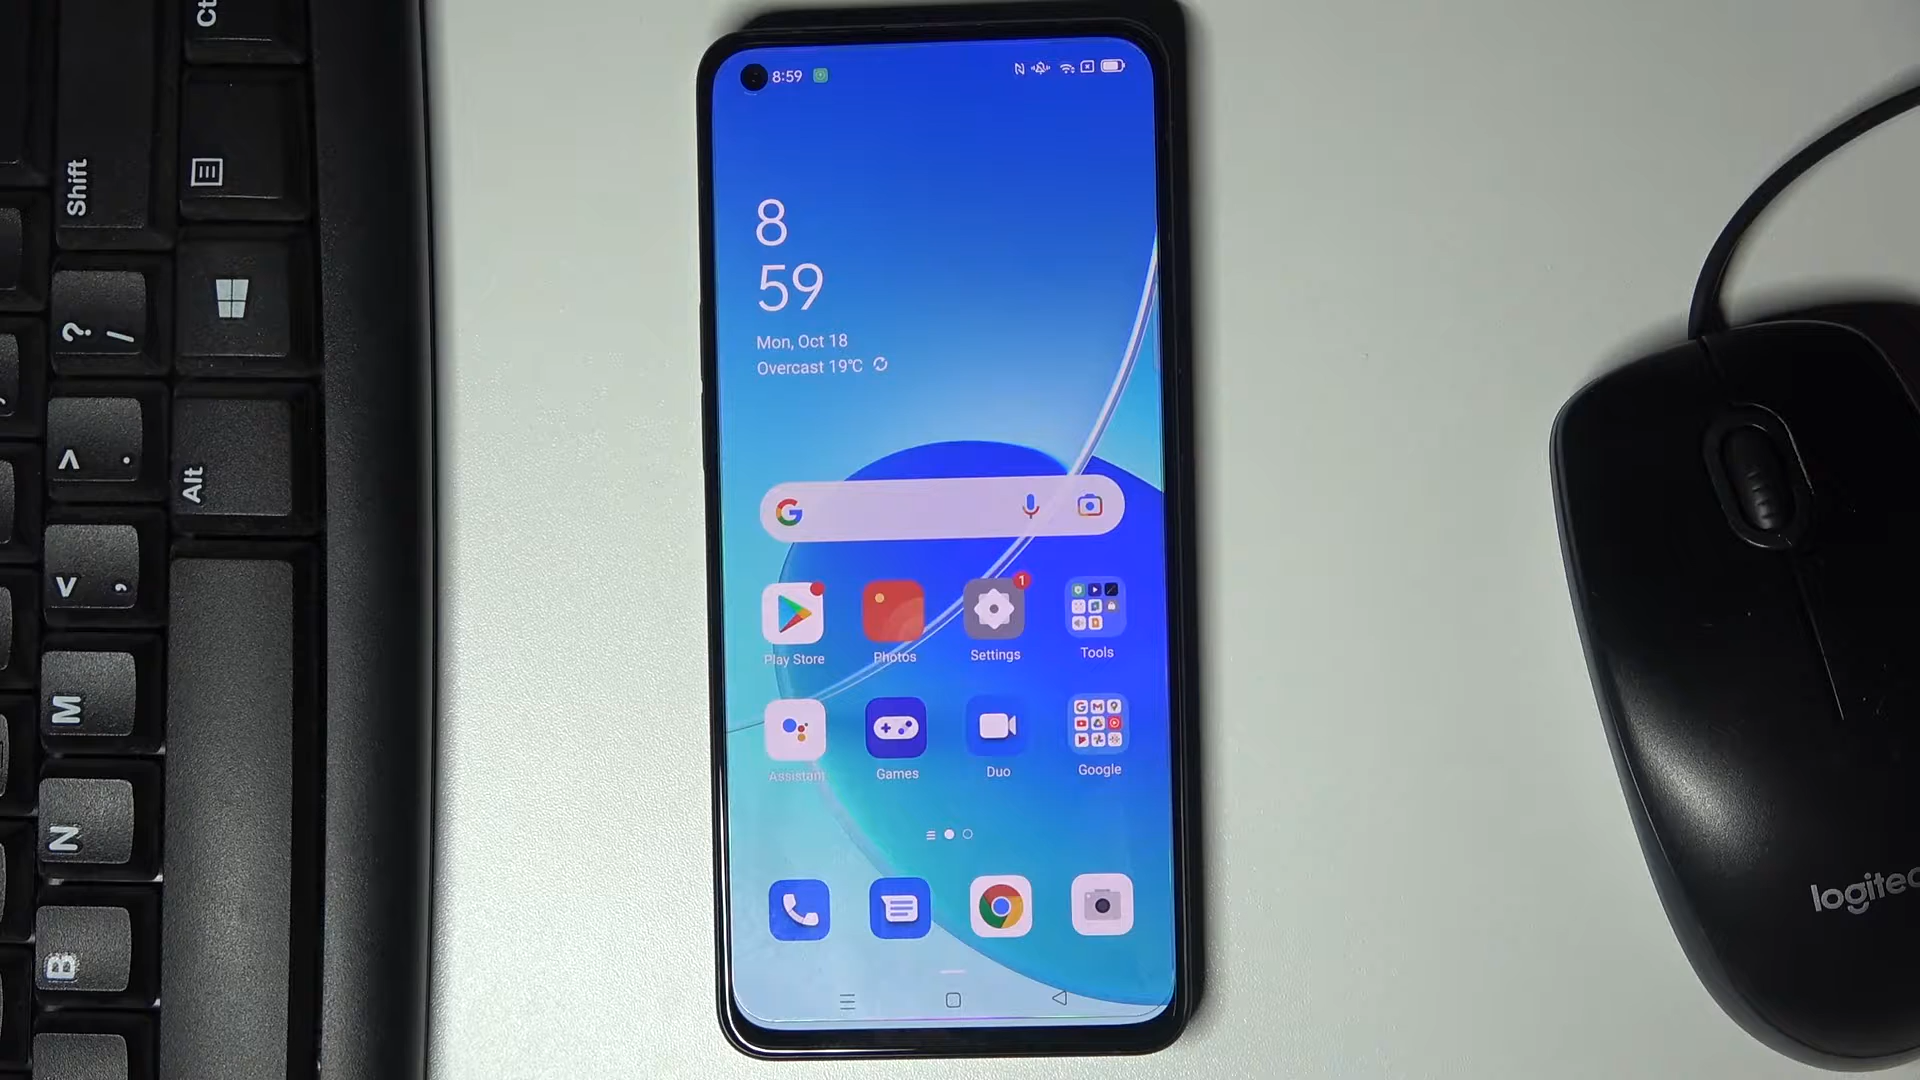 Ct
Shift
?
/
Alt
M
N
B
8:59
8
59
Mon, Oct 18
Overcast 19℃
G
1
Play Store
Photos
Settings
Tools
Assistant
Games
Duo
Google
logitec